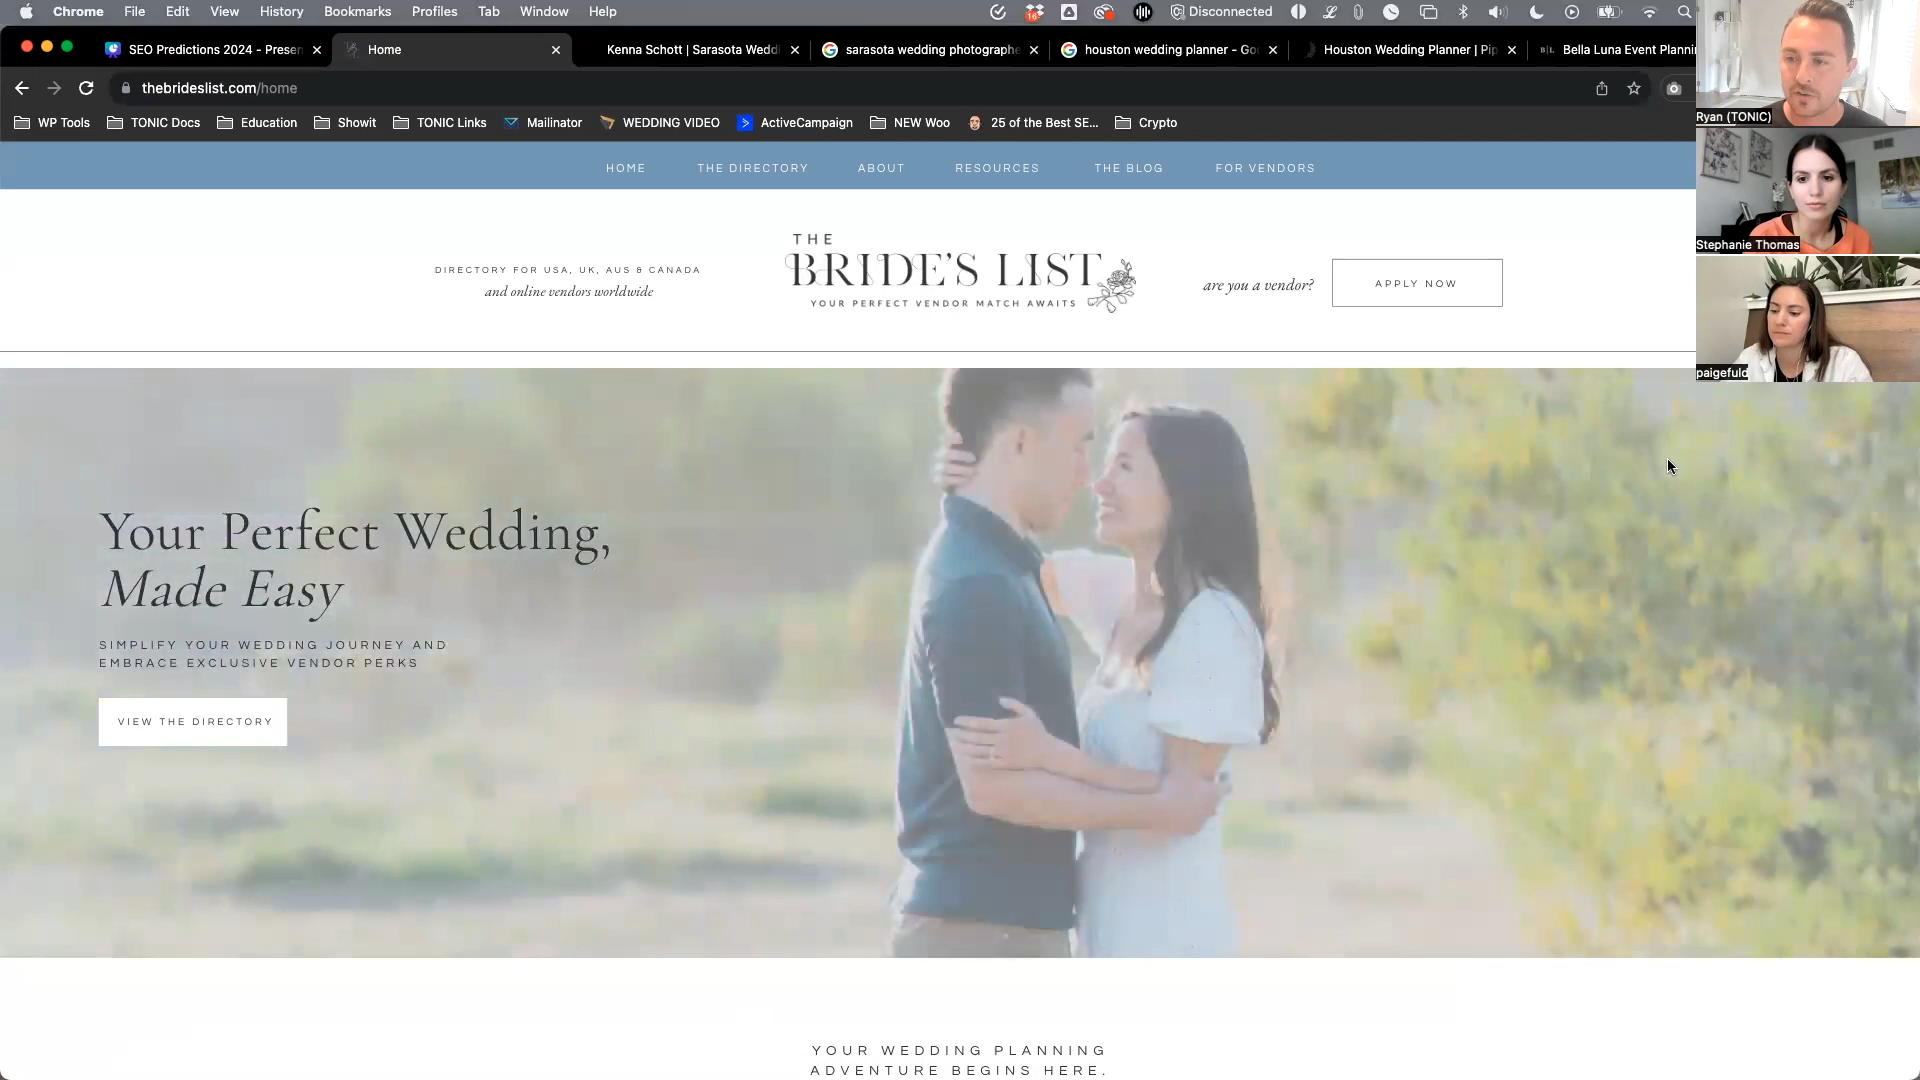 Chrome File Edit View History Bookmarks Profiles Tab Window Help
16
Disconnected
SEO Predictions 2024 - Presen
Home
Kenna Schott | Sarasota Weddi
sarasota wedding photographe
houston wedding planner - Go
Houston Wedding Planner | Pip
B|L Bella Luna Event Plannin
thebrideslist.com/home
WP Tools TONIC Docs Education Showit TONIC Links Mailinator WEDDING VIDEO ActiveCampaign NEW Woo 25 of the Best SE... Crypto
Ryan (TONIC)
Stephanie Thomas
paigefuld
HOME THE DIRECTORY ABOUT RESOURCES THE BLOG FOR VENDORS
DIRECTORY FOR USA, UK, AUS & CANADA
and online vendors worldwide
THE
BRIDE'S LIST
YOUR PERFECT VENDOR MATCH AWAITS
are you a vendor?
APPLY NOW
Your Perfect Wedding,
Made Easy
SIMPLIFY YOUR WEDDING JOURNEY AND
EMBRACE EXCLUSIVE VENDOR PERKS
VIEW THE DIRECTORY
YOUR WEDDING PLANNING
ADVENTURE BEGINS HERE.